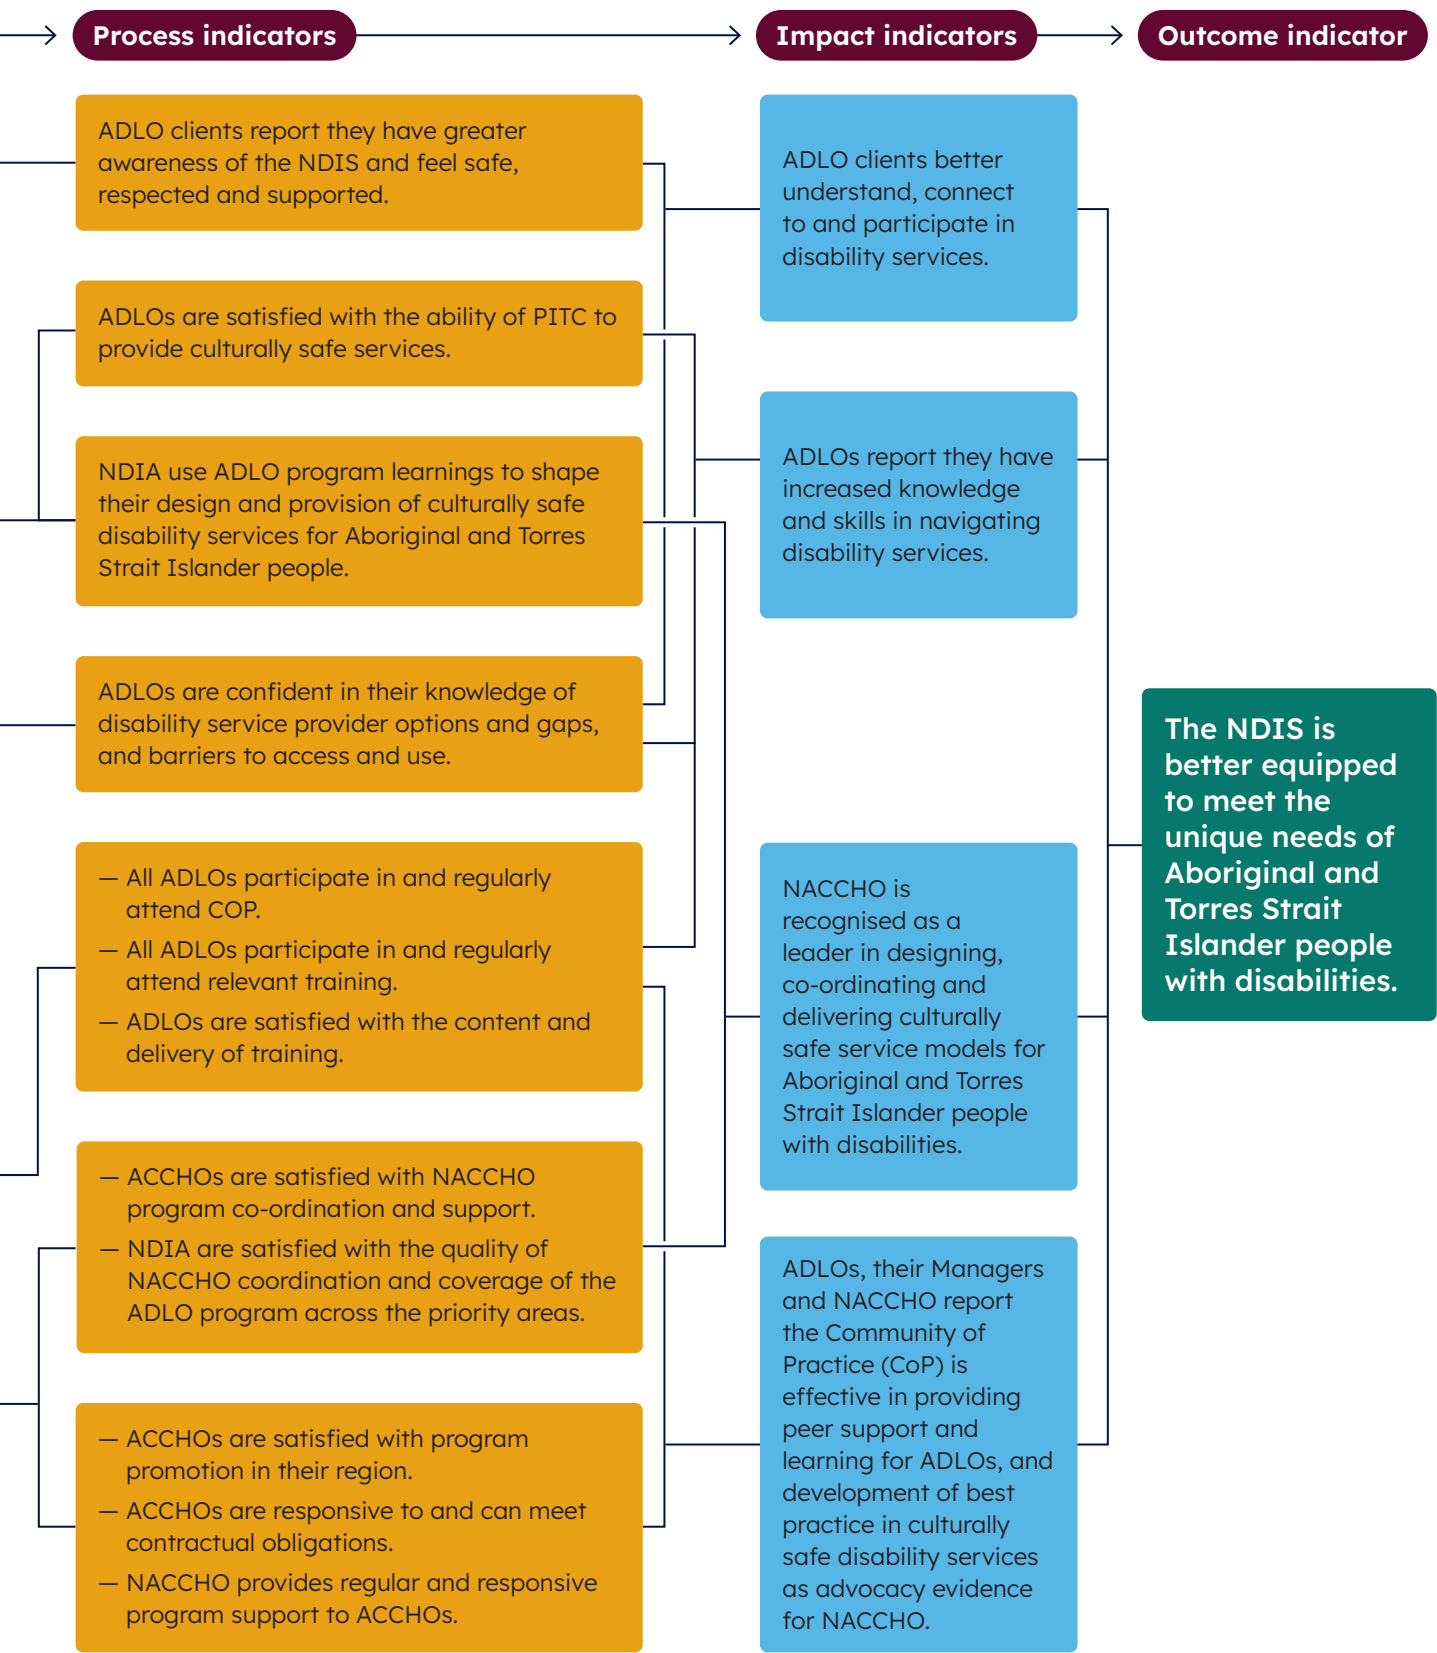 Process indicators
Impact indicators
Outcome indicator
ADLO clients report they have greater
awareness of the NDIS and feel safe,
respected and supported.
ADLOs are satisfied with the ability of PITC to
provide culturally safe services.
NDIA use ADLO program learnings to shape
their design and provision of culturally safe
disability services for Aboriginal and Torres
Strait Islander people.
ADLOs are confident in their knowledge of
disability service provider options and gaps,
and barriers to access and use.
— All ADLOs participate in and regularly
attend COP.
— All ADLOs participate in and regularly
attend relevant training.
— ADLOs are satisfied with the content and
delivery of training.
— ACCHOs are satisfied with NACCHO
program co-ordination and support.
— NDIA are satisfied with the quality of
NACCHO coordination and coverage of the
ADLO program across the priority areas.
— ACCHOs are satisfied with program
promotion in their region.
— ACCHOs are responsive to and can meet
contractual obligations.
— NACCHO provides regular and responsive
program support to ACCHOs.
ADLO clients better
understand, connect
to and participate in
disability services.
ADLOs report they have
increased knowledge
and skills in navigating
disability services.
NACCHO is
recognised as a
leader in designing,
co-ordinating and
delivering culturally
safe service models for
Aboriginal and Torres
Strait Islander people
with disabilities.
ADLOs, their Managers
and NACCHO report
the Community of
Practice (CoP) is
effective in providing
peer support and
learning for ADLOs, and
development of best
practice in culturally
safe disability services
as advocacy evidence
for NACCHO.
The NDIS is
better equipped
to meet the
unique needs of
Aboriginal and
Torres Strait
Islander people
with disabilities.